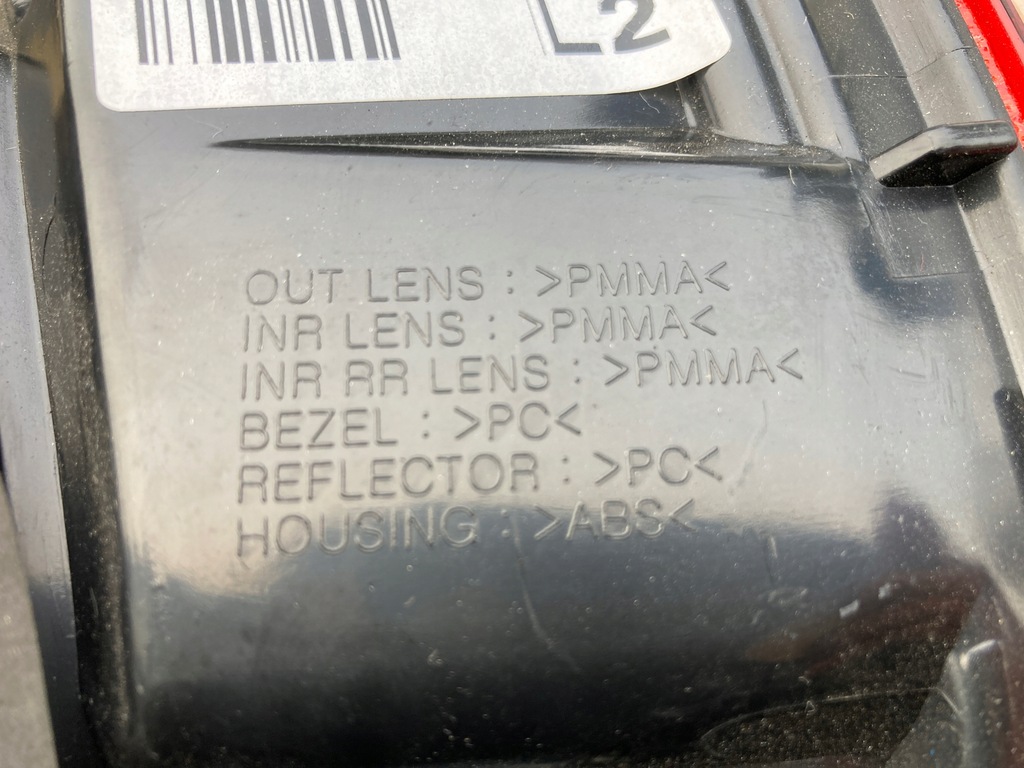 L2
OUT LENS : >PMMA<
INR LENS : >PMMA<
INR RR LENS : >PMMA<
BEZEL : >PC<
REFLECTOR : >PC<
HOUSING : >ABS<